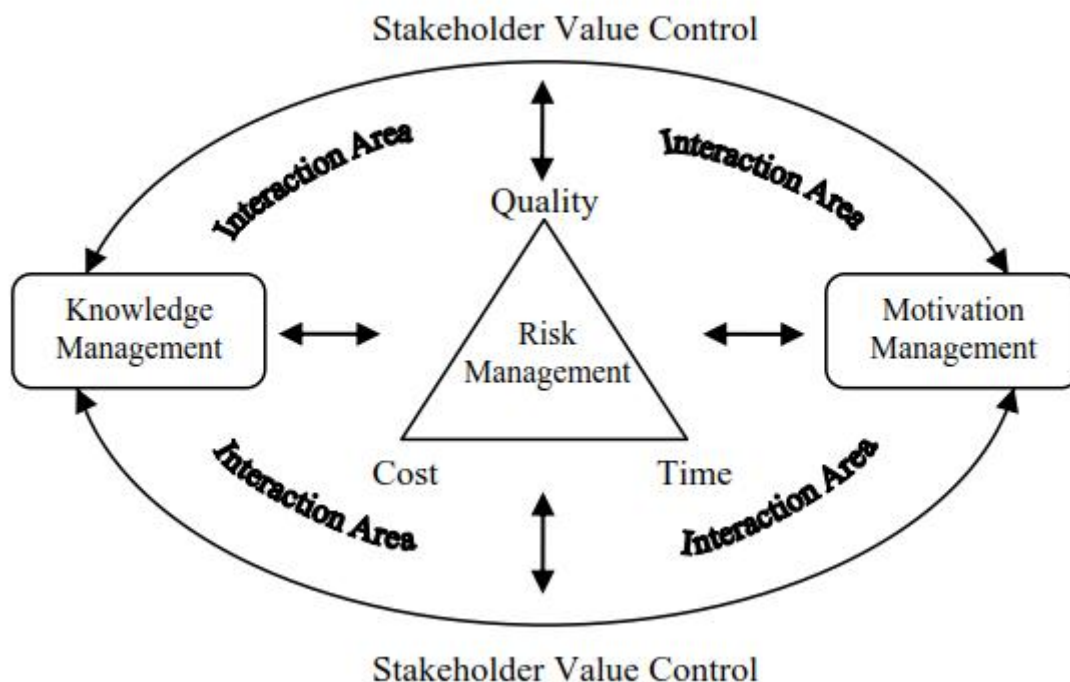 Stakeholder Value Control
Interaction Area
Interaction Area
Quality
Knowledge
Management
Risk
Management
Motivation
Management
Cost
Time
Interaction Area
Interaction Area
Stakeholder Value Control